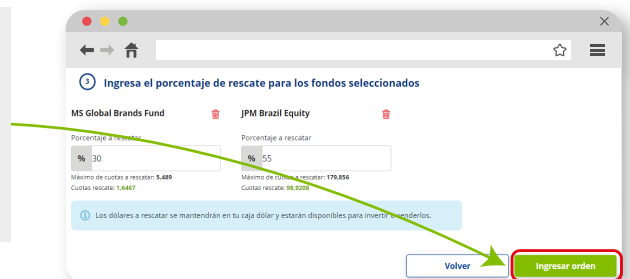 3 Ingresa el porcentaje de rescate para los fondos seleccionados
MS Global Brands Fund
JPM Brazil Equity
Porcentaje a rescatar
Porcentaje a rescatar
% 30
% 55
Máximo de cuotas a rescatar: 5,489
Máximo de cuotas a rescatar: 179,856
Cuotas rescate: 1,6467
Cuotas rescate: 98,9208
Los dólares a rescatar se mantendrán en tu caja dólar y estarán disponibles para invertir o venderlos.
Volver
Ingresar orden